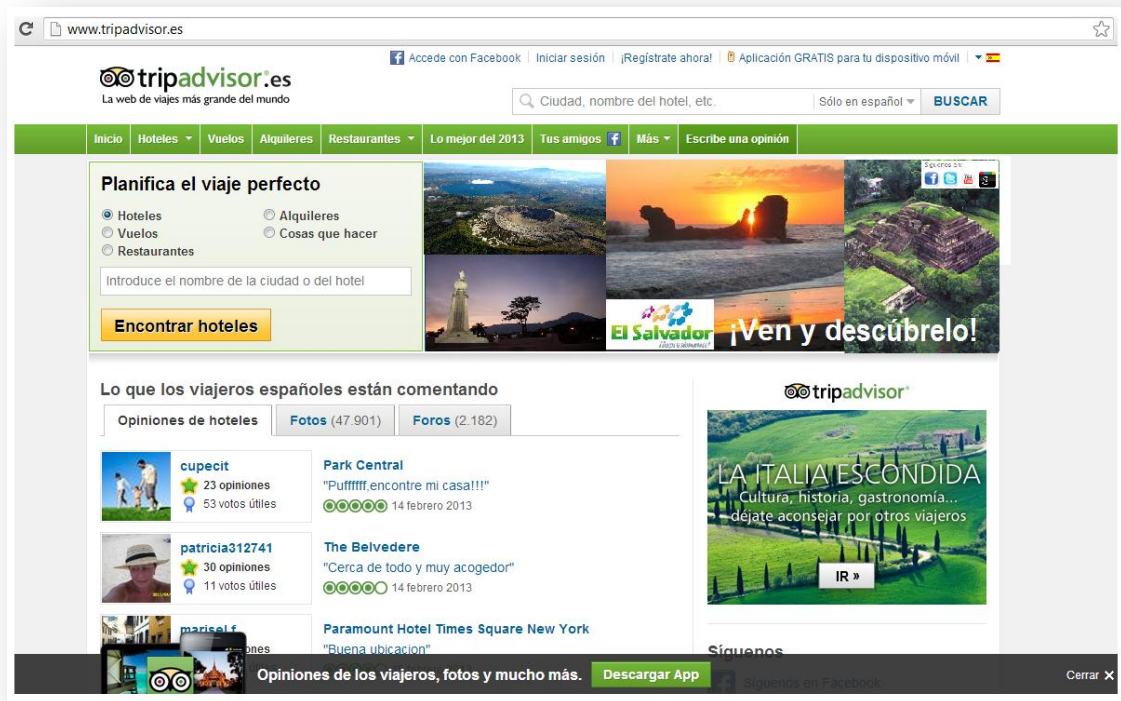 www.tripadvisor.es
Accede con Facebook
Iniciar sesión
¡Regístrate ahora!
Aplicación GRATIS para tu dispositivo móvil
tripadvisor.es
La web de viajes más grande del mundo
Ciudad, nombre del hotel, etc.
Sólo en español
BUSCAR
Inicio
Hoteles
Vuelos
Alquileres
Restaurantes
Lo mejor del 2013
Tus amigos
Más
Escribe una opinión
Planifica el viaje perfecto
Hoteles
Alquileres
Vuelos
Cosas que hacer
Restaurantes
Introduce el nombre de la ciudad o del hotel
Encontrar hoteles
Síguenos en:
El Salvador
¡Ven y descúbrelo!
Lo que los viajeros españoles están comentando
Opiniones de hoteles
Fotos (47.901)
Foros (2.182)
cupecit
23 opiniones
53 votos útiles
Park Central
"Puffffff,encontre mi casa!!!"
14 febrero 2013
patricia312741
30 opiniones
11 votos útiles
The Belvedere
"Cerca de todo y muy acogedor"
14 febrero 2013
marisel f
Paramount Hotel Times Square New York
"Buena ubicacion"
tripadvisor
LA ITALIA ESCONDIDA
Cultura, historia, gastronomía...
déjate aconsejar por otros viajeros
IR »
Síguenos
Síguenos en Facebook
Opiniones de los viajeros, fotos y mucho más.
Descargar App
Cerrar X